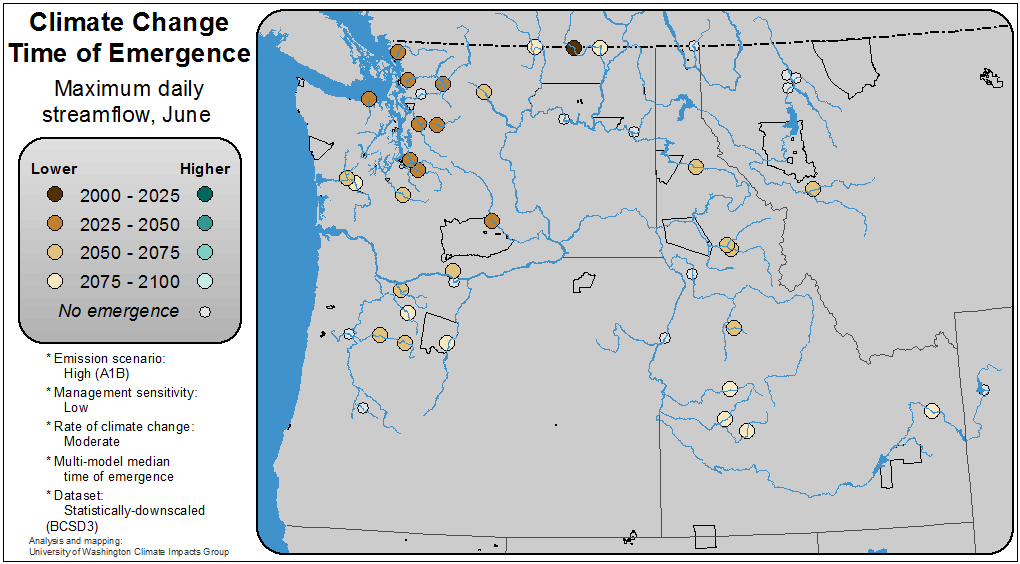 Climate Change
Time of Emergence
Maximum daily
streamflow, June
Lower Higher
2000 - 2025
2025 - 2050
2050 - 2075
2075 - 2100
No emergence
* Emission scenario:
High (A1B)
* Management sensitivity:
Low
* Rate of climate change:
Moderate
* Multi-model median
time of emergence
* Dataset:
Statistically-downscaled
(BCSD3)
Analysis and mapping:
University of Washington Climate Impacts Group